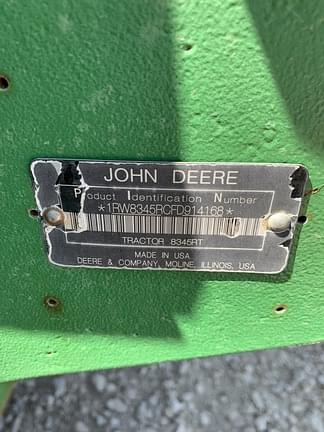 JOHN DEERE
Product Identification Number
*1RW8345RCFD914168*
TRACTOR 8345RT
MADE IN USA
DEERE & COMPANY, MOLINE, ILLINOIS, USA